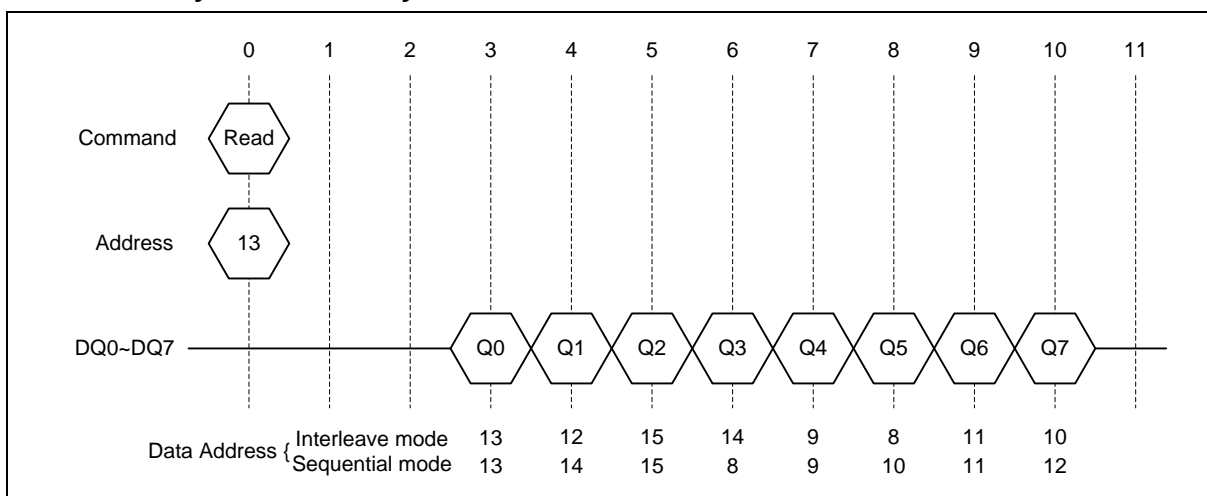 0 1 2 3 4 5 6 7 8 9 10 11
Command Read
Address 13
DQ0~DQ7 Q0 Q1 Q2 Q3 Q4 Q5 Q6 Q7
Data Address { Interleave mode 13 12 15 14 9 8 11 10
Sequential mode 13 14 15 8 9 10 11 12